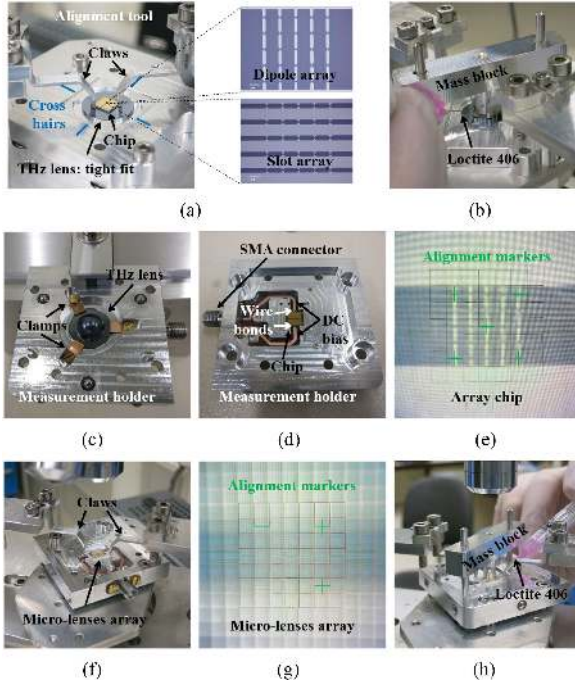 Alignment tool
Claws
Cross
hairs
Chip
THz lens: tight fit
Dipole array
Slot array
(a)
Mass block
Loctite 406
(b)
THz lens
Clamps
Measurement holder
(c)
SMA connector
Wire
bonds
DC
bias
Chip
Measurement holder
(d)
Alignment markers
Array chip
(e)
Claws
Micro-lenses array
(f)
Alignment markers
Micro-lenses array
(g)
Mass block
Loctite 406
(h)